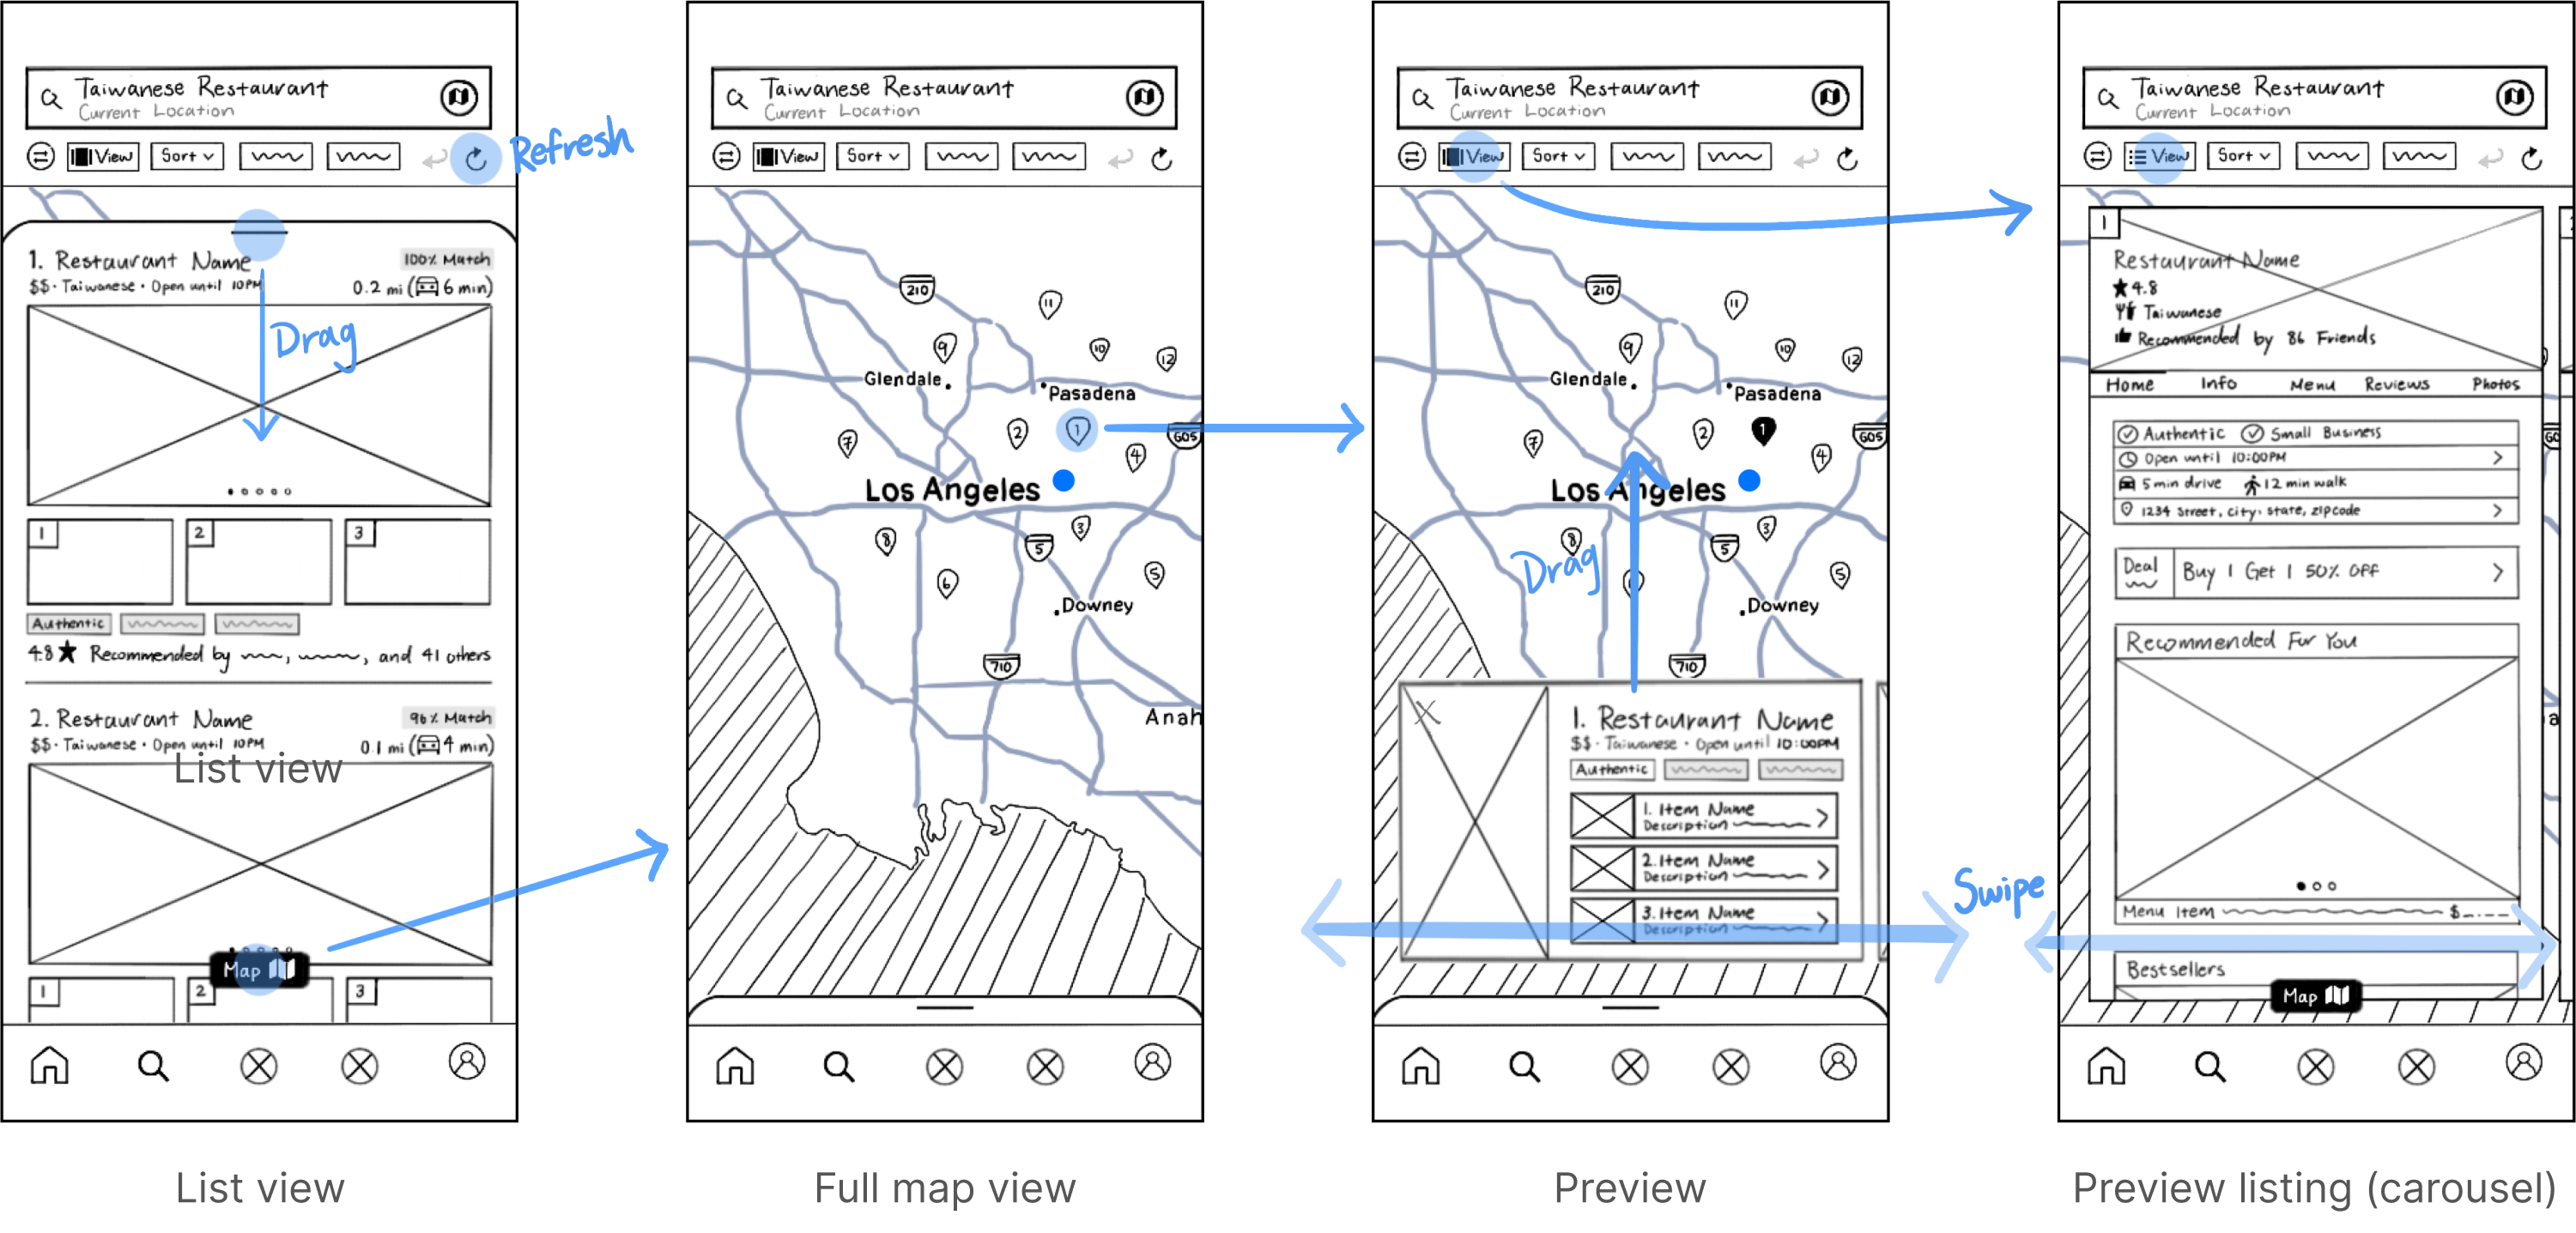 Taiwanese Restaurant
Current Location
View
Sort
Refresh
1. Restaurant Name
100% Match
$$ · Taiwanese • Open until 10PM
0.2 mi (6 min)
Drag
1
2
3
Authentic
4.8 ★ Recommended by , , and 41 others
2. Restaurant Name
96% Match
$$ · Taiwanese • Open until 10PM
0.1 mi (4 min)
List view
Map
1
2
3
List view
Taiwanese Restaurant
Current Location
View
Sort
210
11
9
10
12
Glendale
Pasadena
7
2
1
605
4
Los Angeles
8
3
5
6
5
Downey
710
Anah
Full map view
Taiwanese Restaurant
Current Location
View
Sort
210
11
9
10
12
Glendale
Pasadena
7
2
1
605
4
Los Angeles
8
3
5
Drag
5
Downey
710
X
1. Restaurant Name
$$ · Taiwanese • Open until 10:00PM
Authentic
1. Item Name
Description
2. Item Name
Description
3. Item Name
Description
Swipe
Preview
Taiwanese Restaurant
Current Location
View
Sort
1
Restaurant Name
★ 4.8
Taiwanese
Recommended by 86 Friends
Home Info Menu Reviews Photos
Authentic Small Business
Open until 10:00PM
5 min drive 12 min walk
1234 Street, city, state, zipcode
Deal
Buy 1 Get 1 50% OFF
Recommended For You
Menu Item $_.__
Bestsellers
Map
Preview listing (carousel)